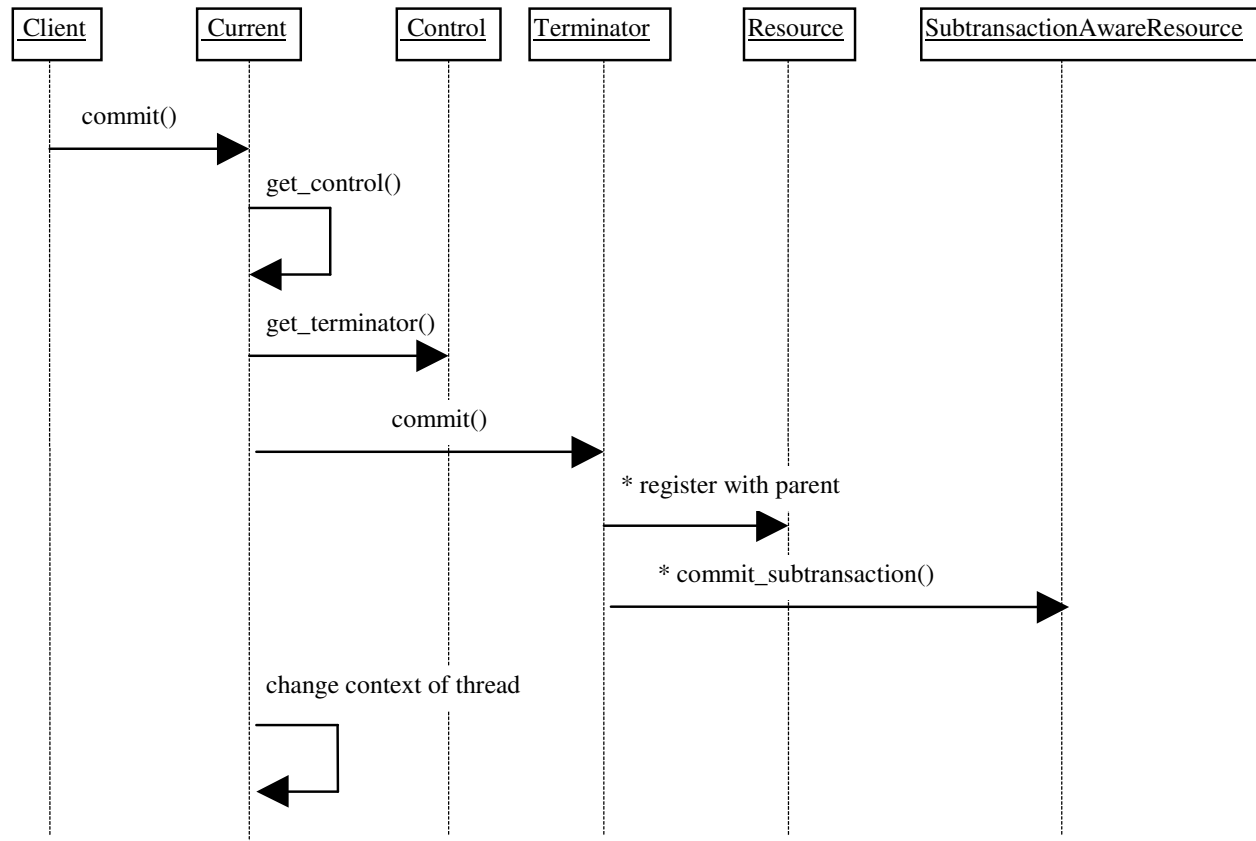 Client
Current
Control
Terminator
Resource
SubtransactionAwareResource
commit()
get_control()
get_terminator()
commit()
* register with parent
* commit_subtransaction()
change context of thread